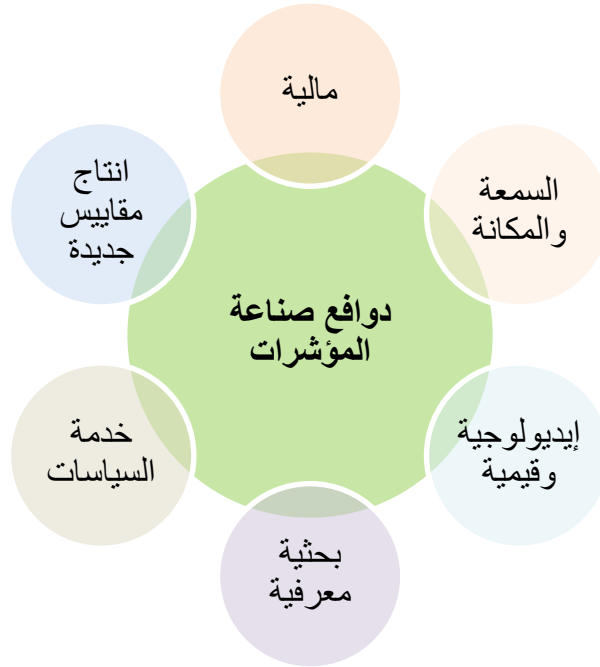 مالية
السمعة
والمكانة
إيديولوجية
وقيمية
بحثية
معرفية
خدمة
السياسات
انتاج
مقاييس
جديدة
دوافع صناعة
المؤشرات